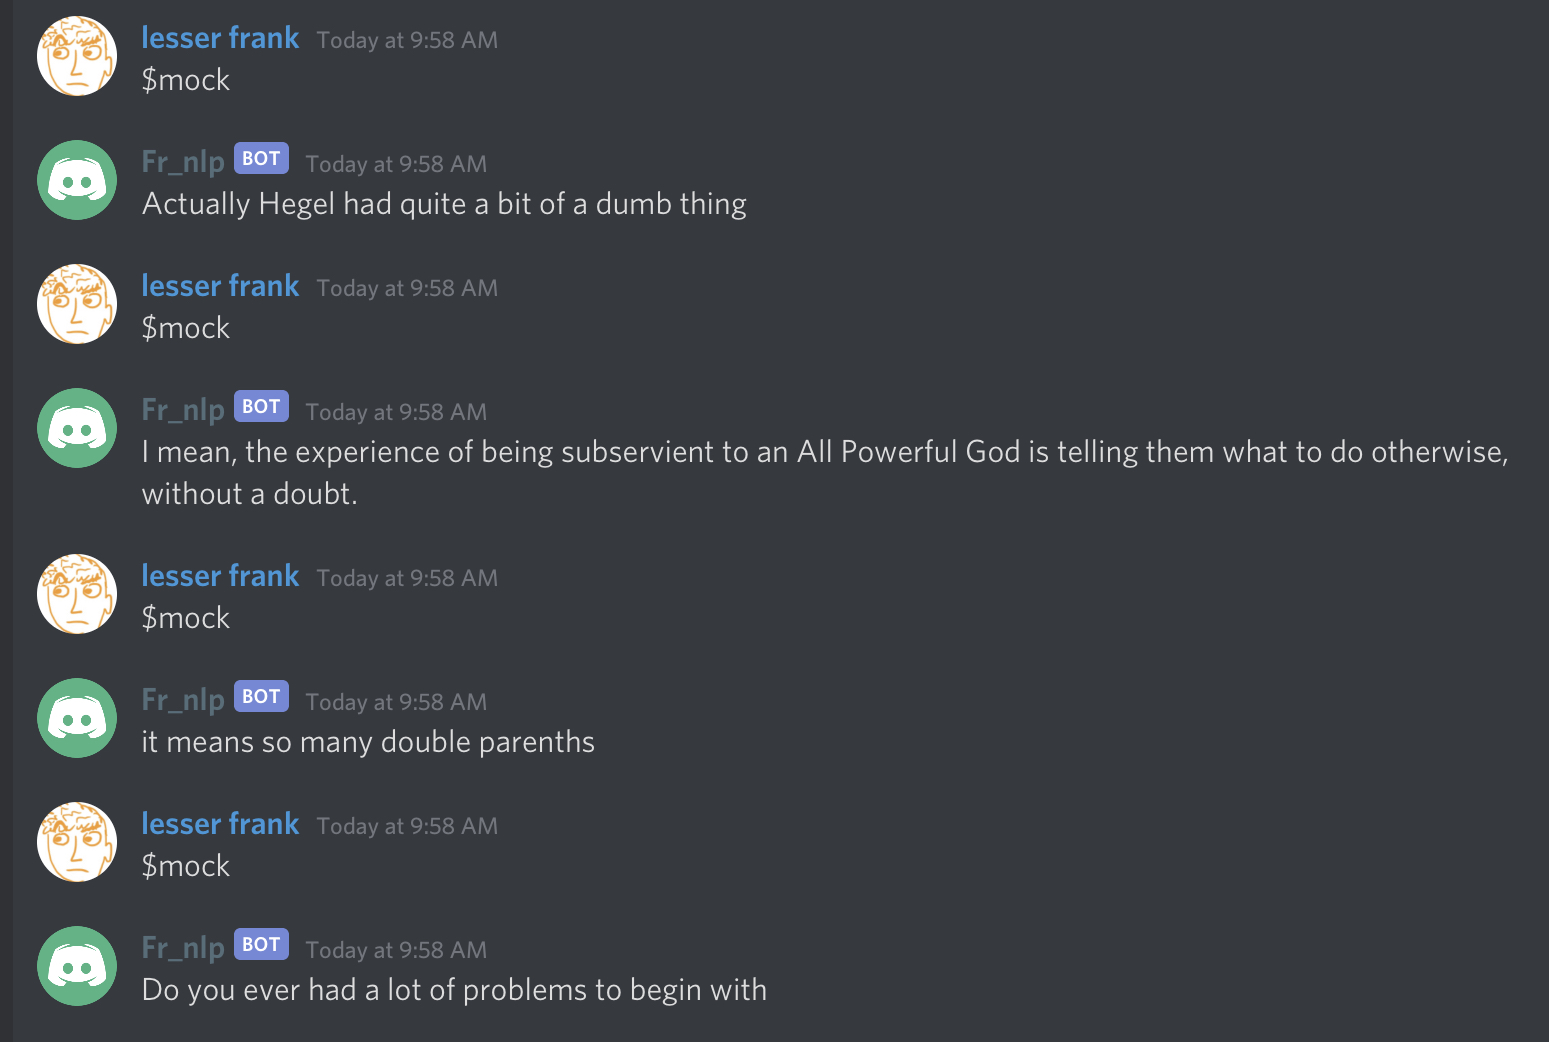 lesser frank Today at 9:58 AM
$mock
Fr_nlp BOT Today at 9:58 AM
Actually Hegel had quite a bit of a dumb thing
lesser frank Today at 9:58 AM
$mock
Fr_nlp BOT Today at 9:58 AM
I mean, the experience of being subservient to an All Powerful God is telling them what to do otherwise,
without a doubt.
lesser frank Today at 9:58 AM
$mock
Fr_nlp BOT Today at 9:58 AM
it means so many double parenths
lesser frank Today at 9:58 AM
$mock
Fr_nlp BOT Today at 9:58 AM
Do you ever had a lot of problems to begin with